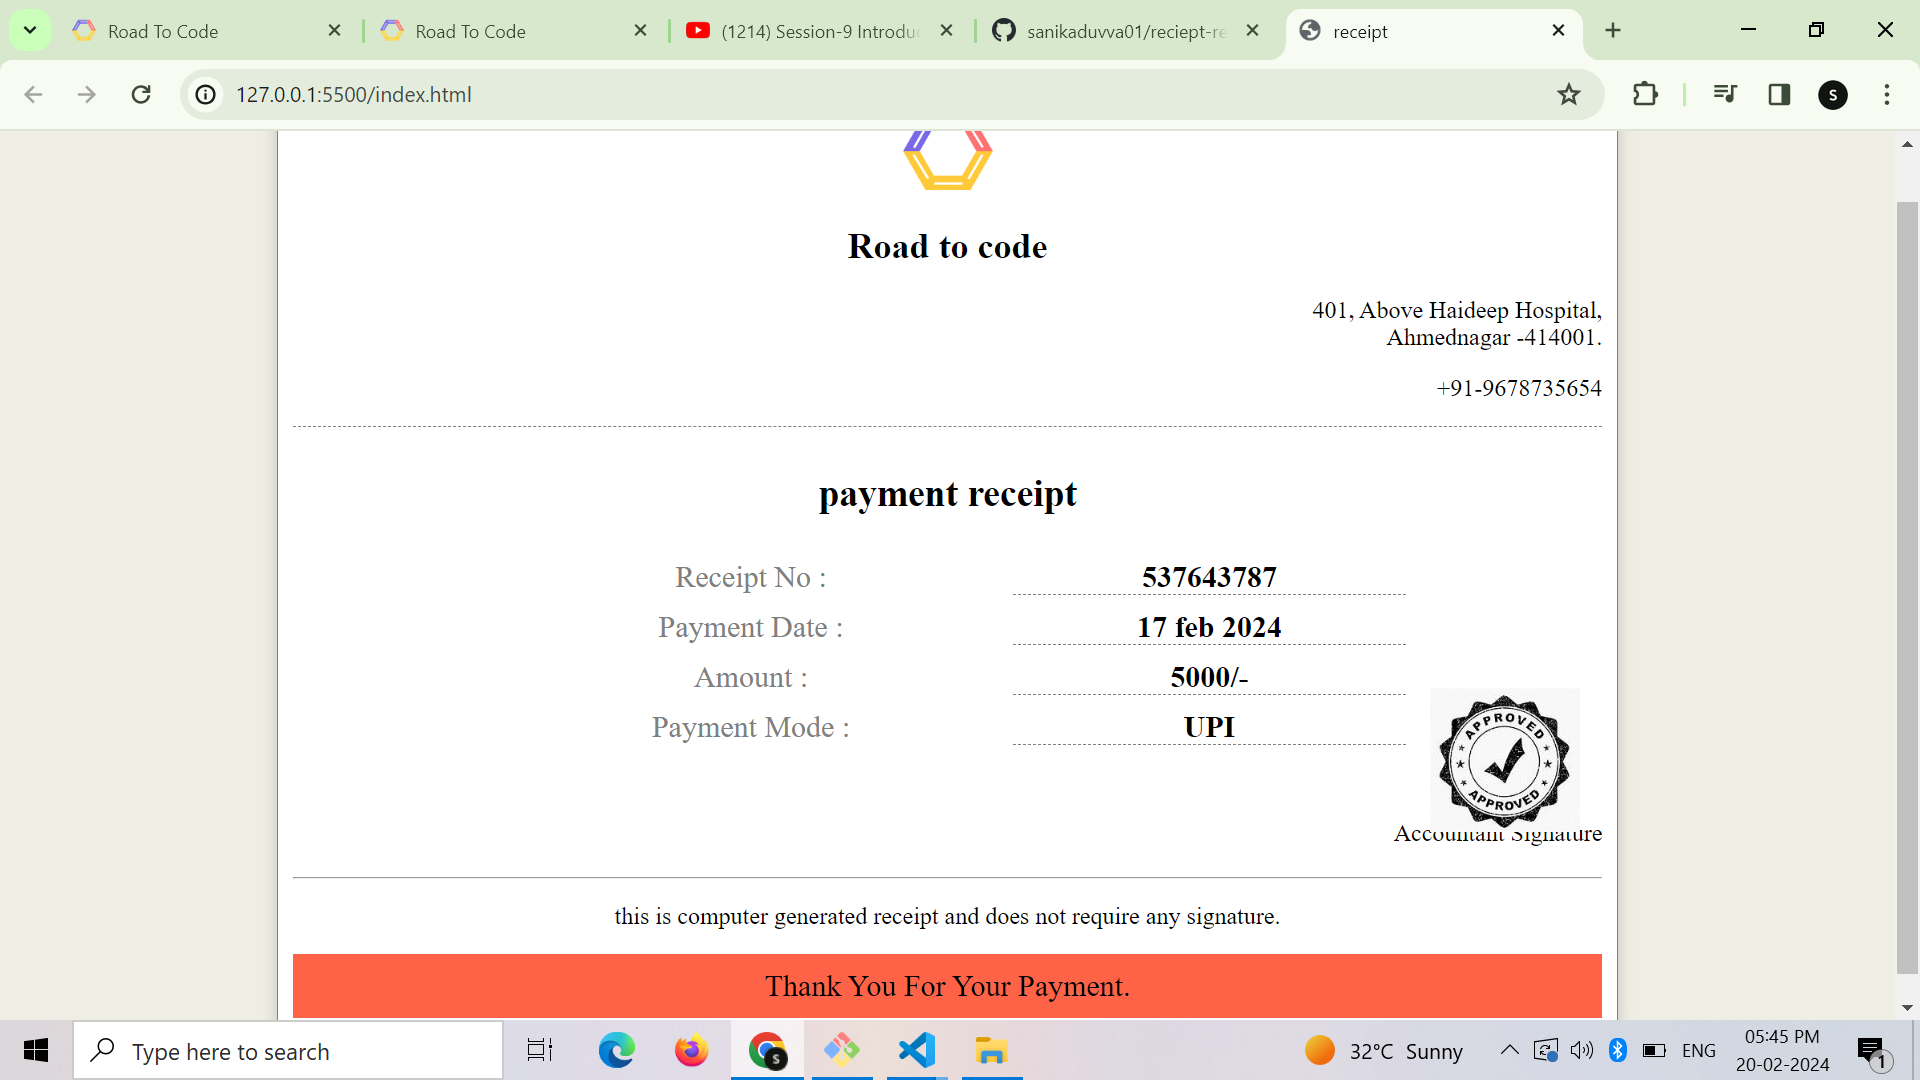 Road To Code
Road To Code
(1214) Session-9 Introdu
sanikaduvva01/reciept-re
receipt
127.0.0.1:5500/index.html
S
Road to code
401, Above Haideep Hospital,
Ahmednagar -414001.
+91-9678735654
payment receipt
Receipt No : 537643787
Payment Date : 17 feb 2024
Amount : 5000/-
Payment Mode : UPI
APPROVED
APPROVED
Accountant Signature
this is computer generated receipt and does not require any signature.
Thank You For Your Payment.
Type here to search
S
32°C Sunny
ENG
05:45 PM
20-02-2024
1